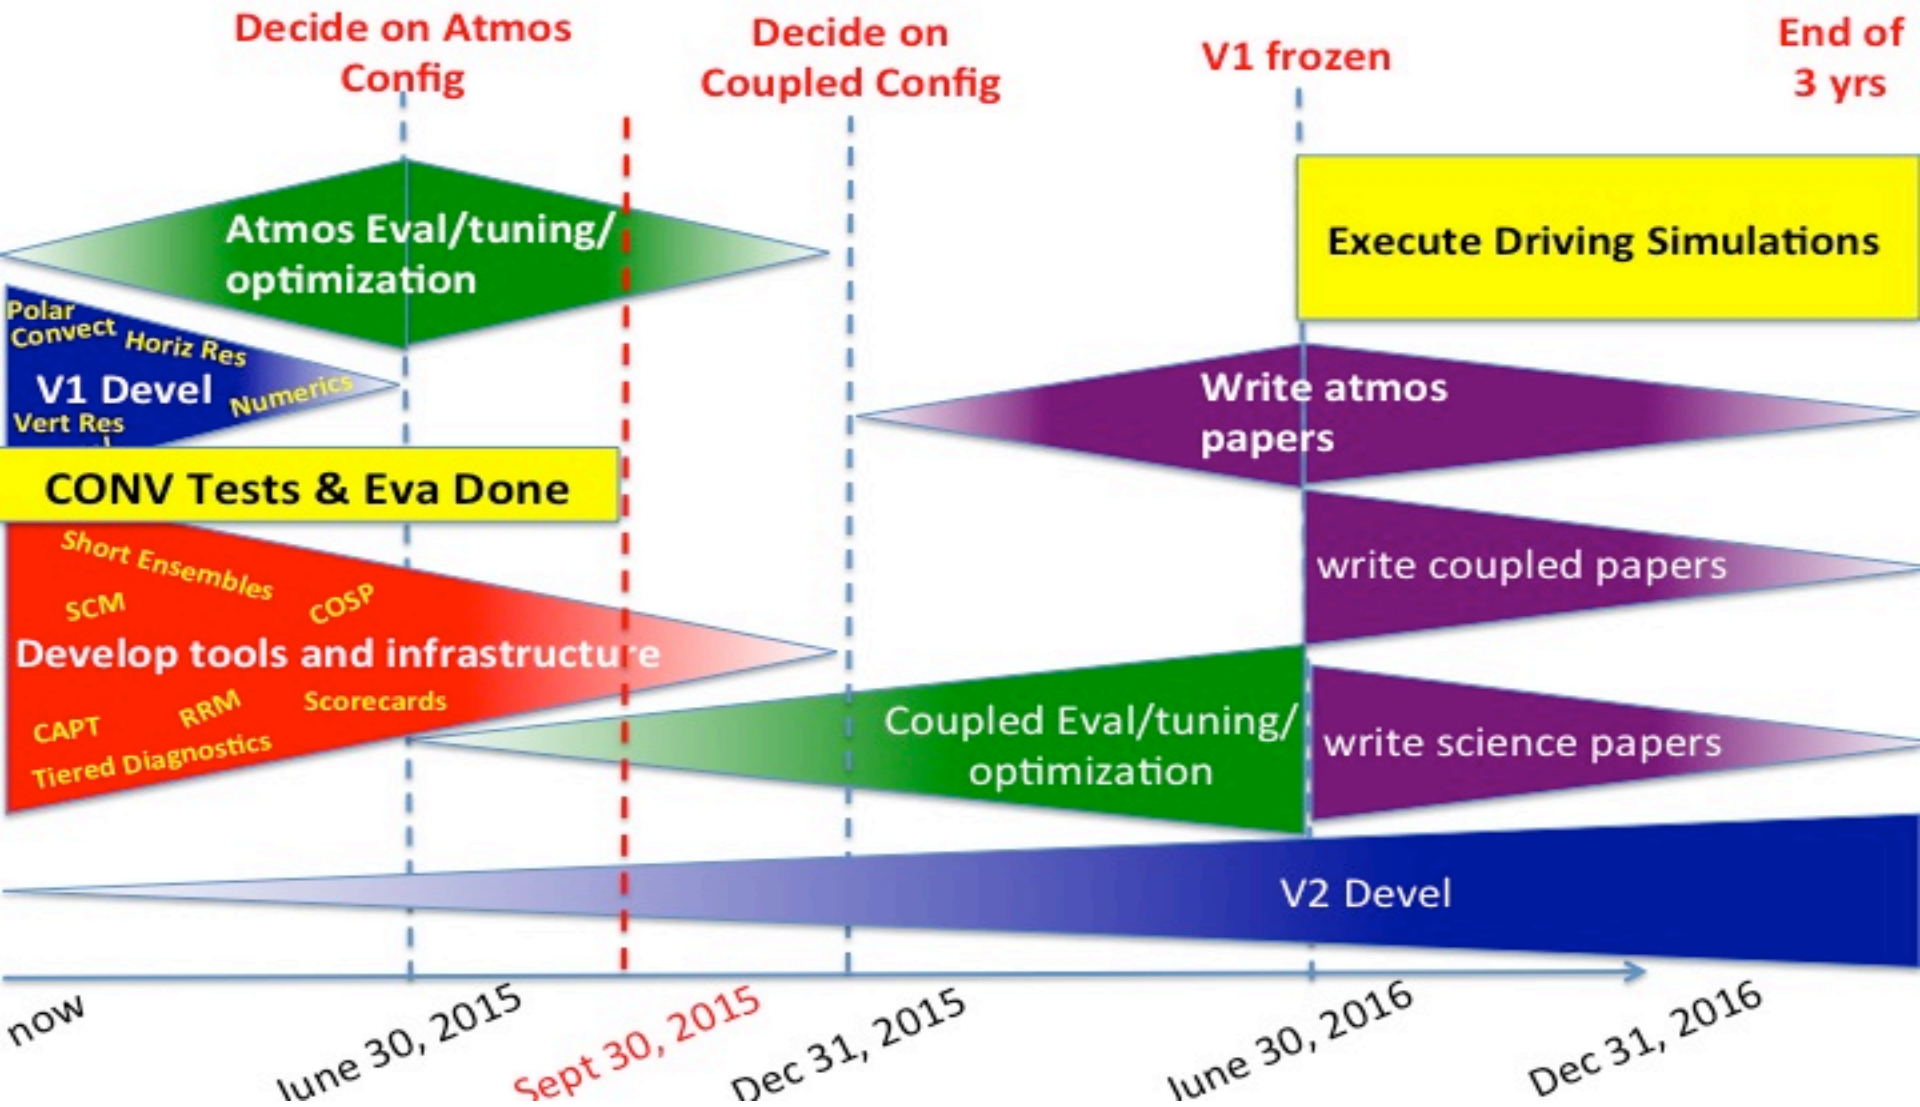 Decide on Atmos
Config
Decide on
Coupled Config
V1 frozen
End of
3 yrs
Atmos Eval/tuning/
optimization
Execute Driving Simulations
Polar
Convect
Horiz Res
V1 Devel
Numerics
Vert Res
Write atmos
papers
CONV Tests & Eva Done
Short Ensembles
SCM
COSP
write coupled papers
Develop tools and infrastructure
CAPT
RRM
Scorecards
Tiered Diagnostics
Coupled Eval/tuning/
optimization
write science papers
V2 Devel
now
June 30, 2015
Sept 30, 2015
Dec 31, 2015
June 30, 2016
Dec 31, 2016